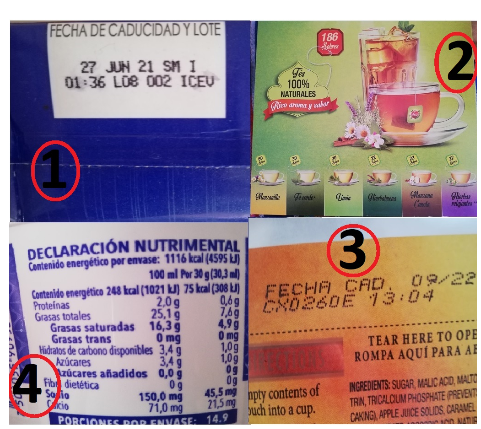 FECHA DE CADUCIDAD Y LOTE
27 JUN 21 SM I
01:36 LO8 002 ICEV
1
186
Sobres
2
Tés
100%
NATURALES
Rico aroma y sabor
Manzanilla
Té verde
Limón
Hierbabuena
Manzana
Canela
Hierbas
relajantes
DECLARACIÓN NUTRIMENTAL
Contenido energético por envase: 1116 kcal (4595 kJ)
100 ml Por 30 g (30,3 ml)
Contenido energético 248 kcal (1021 kJ) 75 kcal (308 kJ)
Proteínas 2,0 g 0,6 g
Grasas totales 25,1 g 7,6 g
Grasas saturadas 16,3 g 4,9 g
Grasas trans 0 mg 0 mg
Hidratos de carbono disponibles 3,4 g 1,0 g
Azúcares 3,4 g 1,0 g
Azúcares añadidos 0,0 g 0 g
Fibra dietética 0 g 0 g
Sodio 150,0 mg 45,5 mg
Calcio 71,0 mg 21,5 mg
PORCIONES POR ENVASE: 14.9
4
3
FECHA CAD. 09/22
CX0260E 13:04
TEAR HERE TO OPE
ROMPA AQUÍ PARA AB
INGREDIENTS: SUGAR, MALIC ACID, MALTO
TRIN, TRICALCIUM PHOSPHATE (PREVENTS
CAKING), APPLE JUICE SOLIDS, CARAMEL
mpty contents of
ouch into a cup.